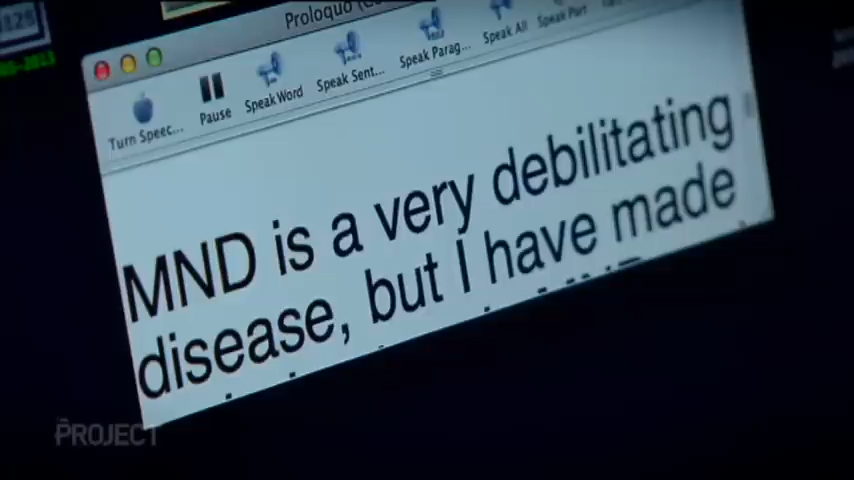 Proloquo
Turn Speec...
Pause
Speak Word
Speak Sent...
Speak Parag...
Speak All
Speak Part
MND is a very debilitating
disease, but I have made
THE PROJECT